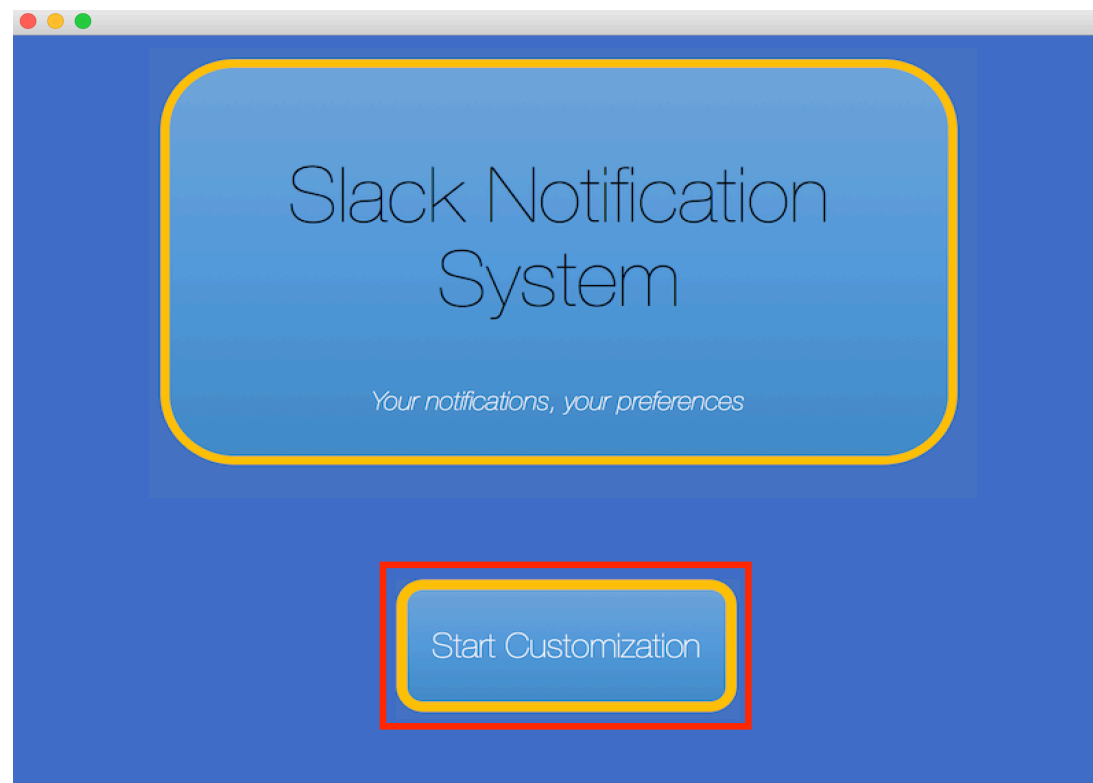 Slack Notification
System
Your notifications, your preferences
Start Customization